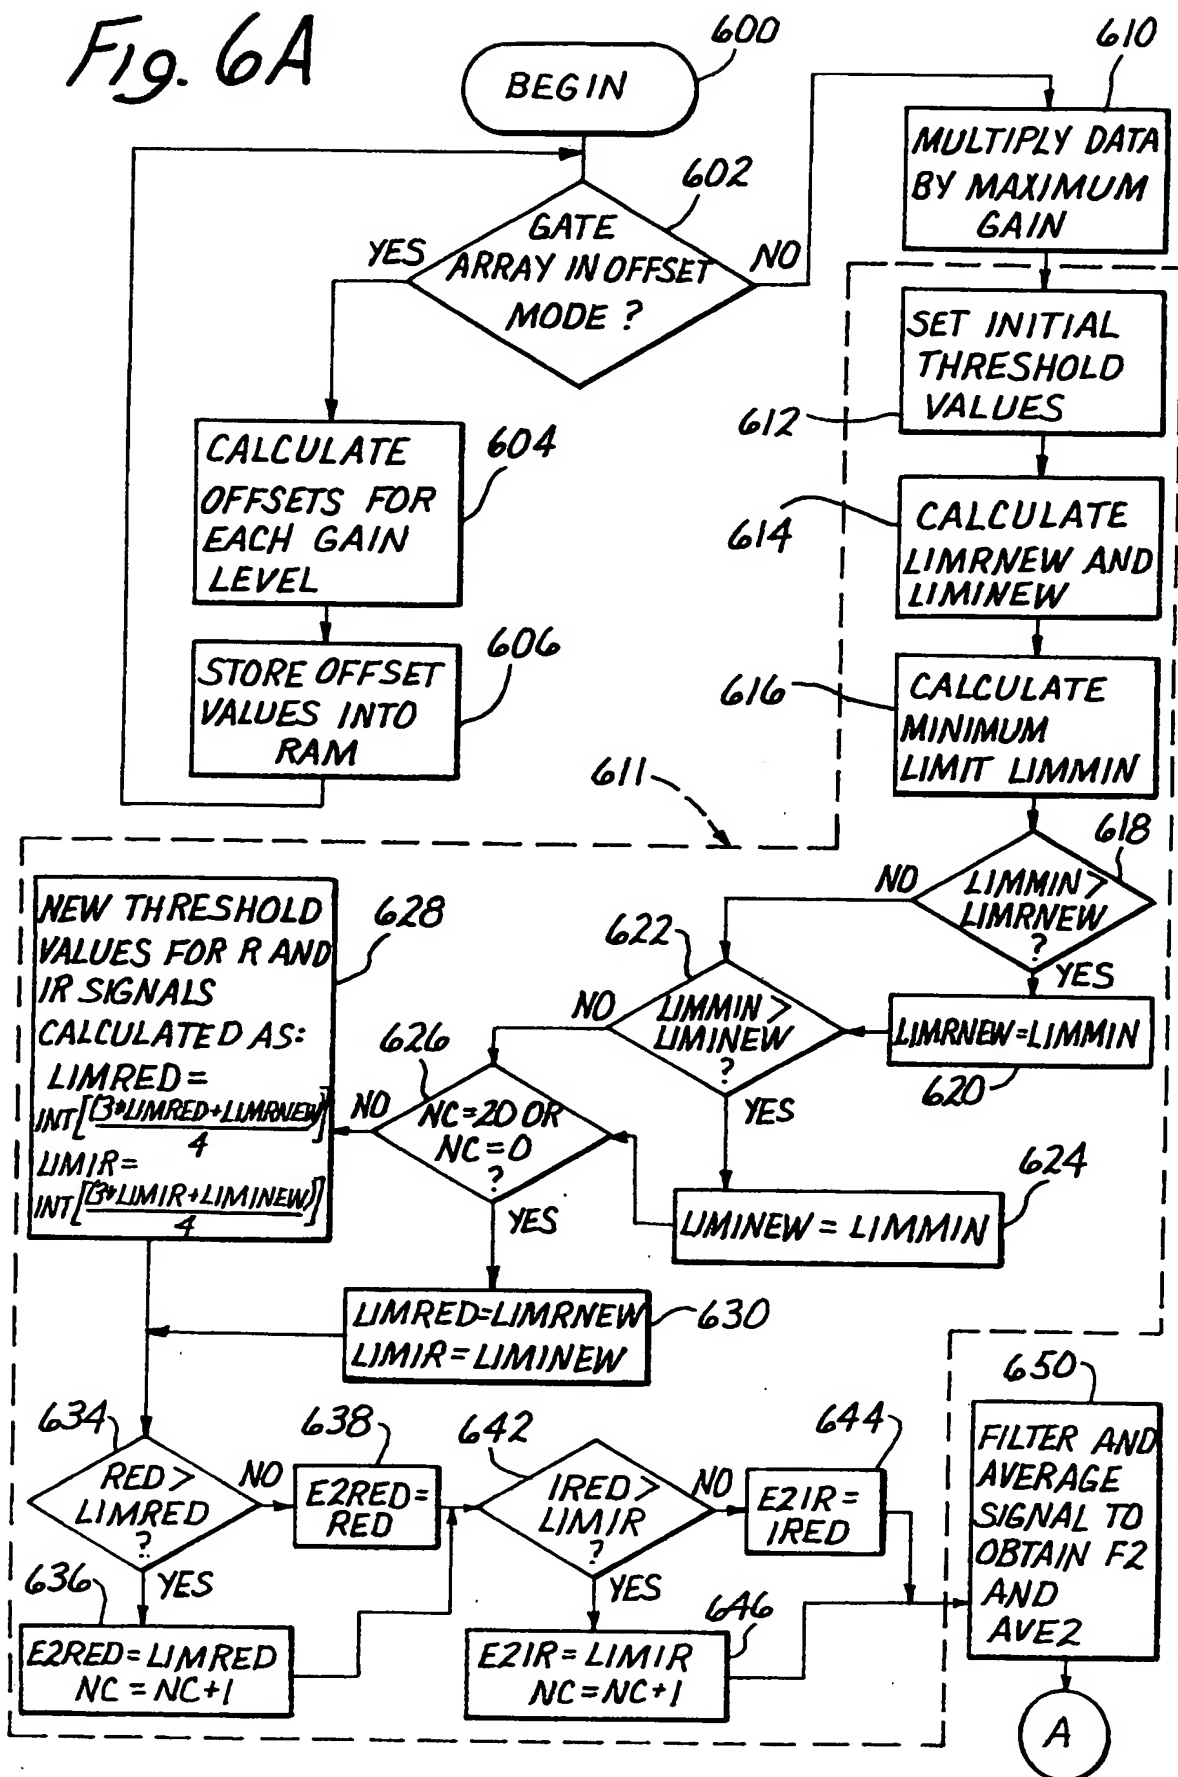 Fig. 6A
600
BEGIN
610
MULTIPLY DATA
BY MAXIMUM
GAIN
602
GATE
ARRAY IN OFFSET
MODE ?
YES
NO
612
SET INITIAL
THRESHOLD
VALUES
604
CALCULATE
OFFSETS FOR
EACH GAIN
LEVEL
614
CALCULATE
LIMRNEW AND
LIMINEW
606
STORE OFFSET
VALUES INTO
RAM
616
CALCULATE
MINIMUM
LIMIT LIMMIN
611
618
LIMMIN >
LIMRNEW
?
NO
YES
620
LIMRNEW=LIMMIN
622
LIMMIN >
LIMINEW
?
NO
YES
624
LIMINEW = LIMMIN
626
NC=20 OR
NC=0
?
NO
YES
628
NEW THRESHOLD
VALUES FOR R AND
IR SIGNALS
CALCULATED AS:
LIMRED =
INT[(3*LIMRED+LIMRNEW)]
4
LIMIR =
INT[(3*LIMIR+LIMINEW)]
4
630
LIMRED=LIMRNEW
LIMIR=LIMINEW
634
RED >
LIMRED
?
NO
YES
638
E2RED=
RED
636
E2RED=LIMRED
NC=NC+1
642
IRED >
LIMIR
?
NO
YES
644
E2IR=
IRED
646
E2IR=LIMIR
NC=NC+1
650
FILTER AND
AVERAGE
SIGNAL TO
OBTAIN F2
AND
AVE2
A